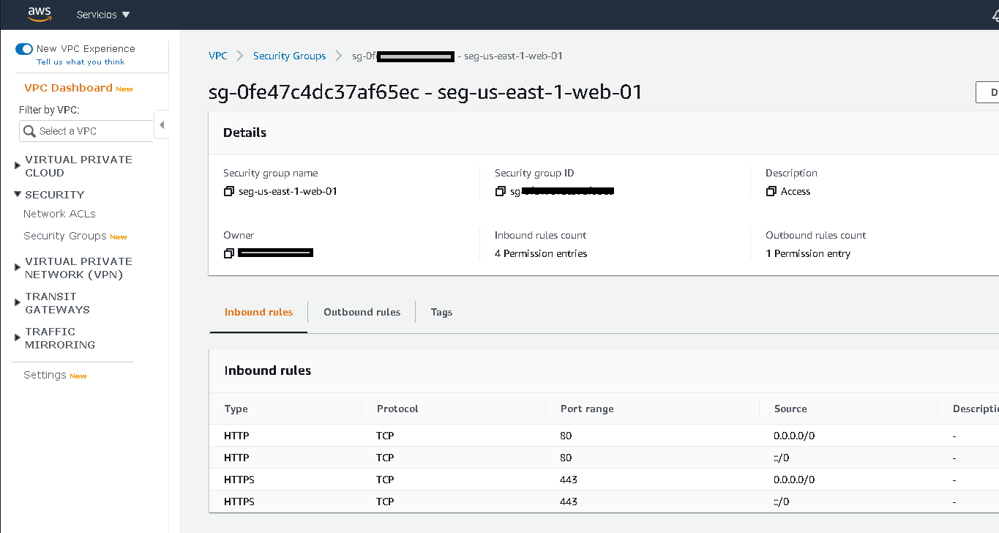 aws
Servicios
New VPC Experience
Tell us what you think
VPC Dashboard New
Filter by VPC:
Select a VPC
VIRTUAL PRIVATE
CLOUD
SECURITY
Network ACLs
Security Groups New
VIRTUAL PRIVATE
NETWORK (VPN)
TRANSIT
GATEWAYS
TRAFFIC
MIRRORING
Settings New
VPC > Security Groups > sg-0f - seg-us-east-1-web-01
sg-0fe47c4dc37af65ec - seg-us-east-1-web-01
D
Details
Security group name Security group ID Description
seg-us-east-1-web-01 sg- Access
Owner Inbound rules count Outbound rules count
4 Permission entries 1 Permission entry
Inbound rules Outbound rules Tags
Inbound rules
Type Protocol Port range Source Descripti
HTTP TCP 80 0.0.0.0/0 -
HTTP TCP 80 ::/0 -
HTTPS TCP 443 0.0.0.0/0 -
HTTPS TCP 443 ::/0 -